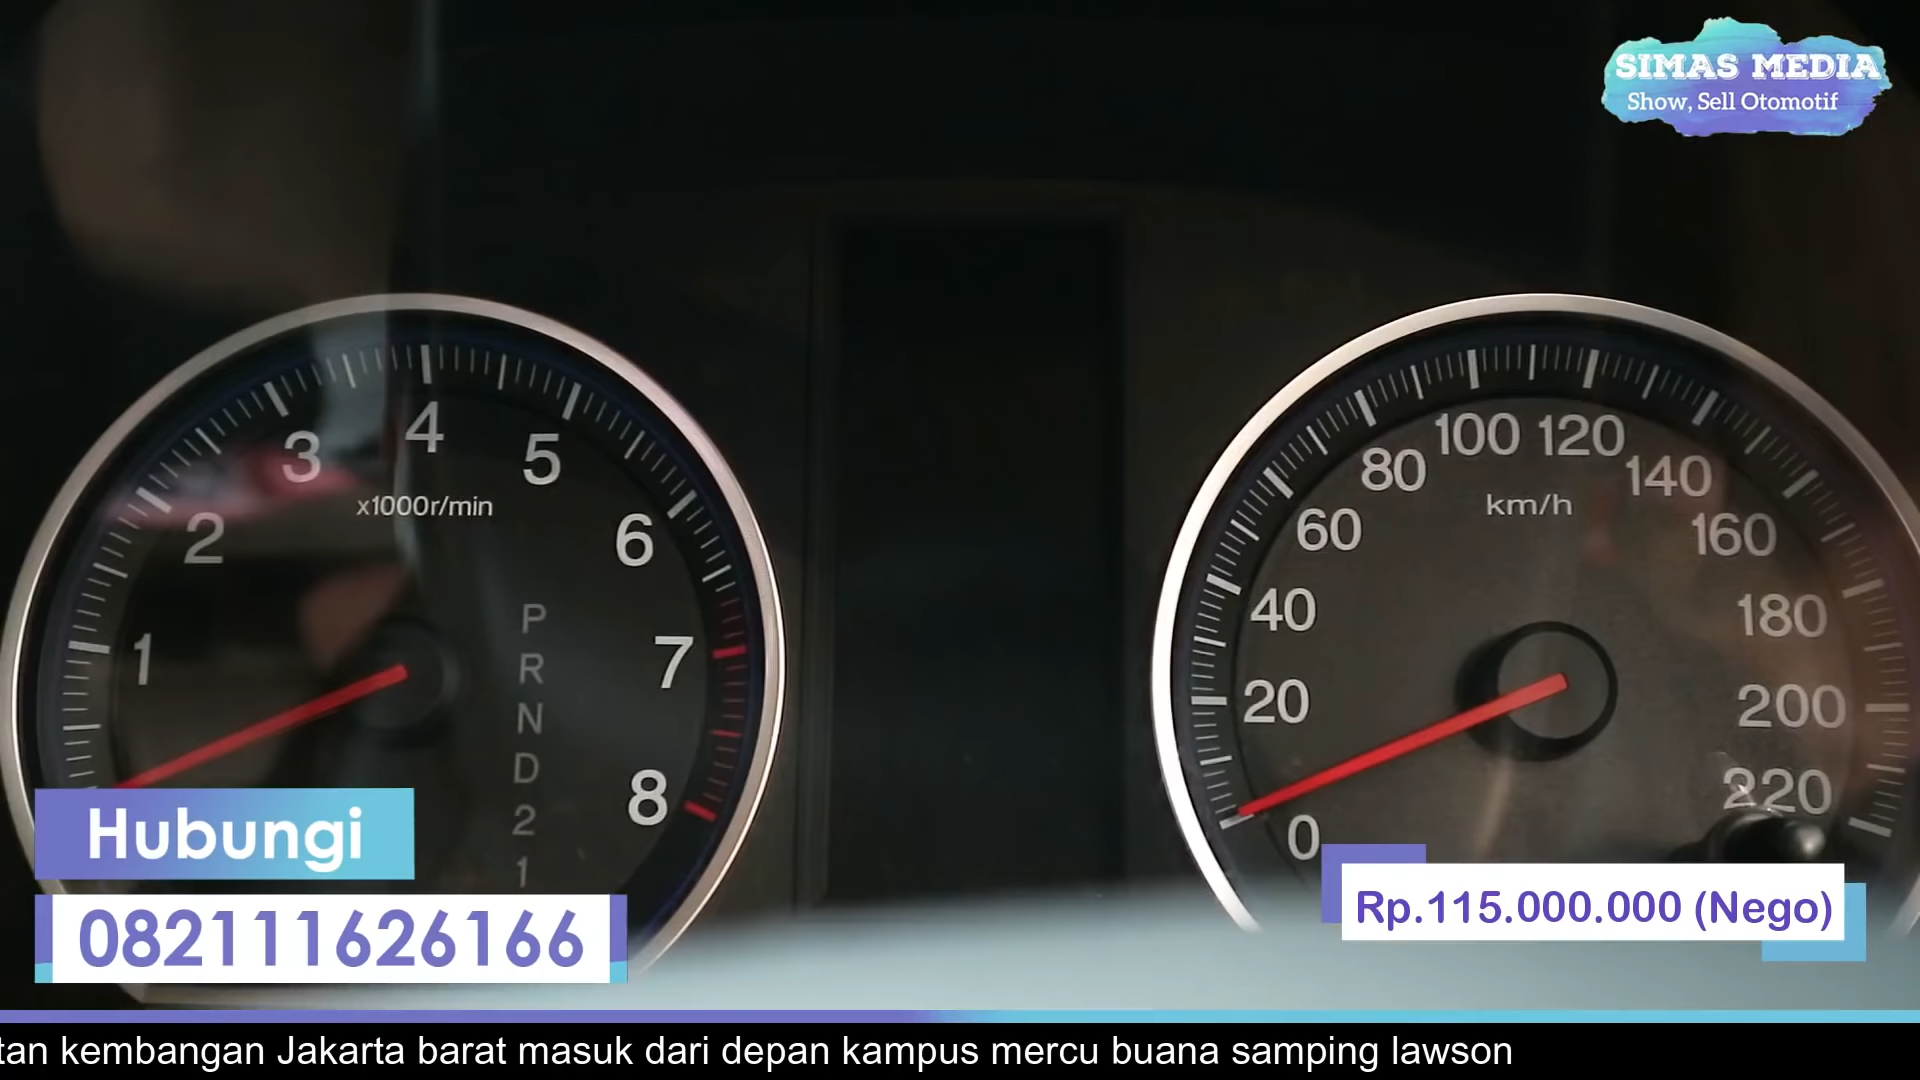 SIMAS MEDIA
Show, Sell Otomotif
1
2
3
4
5
6
7
8
x1000r/min
P
R
N
D
2
1
0
20
40
60
80
100
120
140
160
180
200
220
km/h
Hubungi
082111626166
Rp.115.000.000 (Nego)
tan kembangan Jakarta barat masuk dari depan kampus mercu buana samping lawson